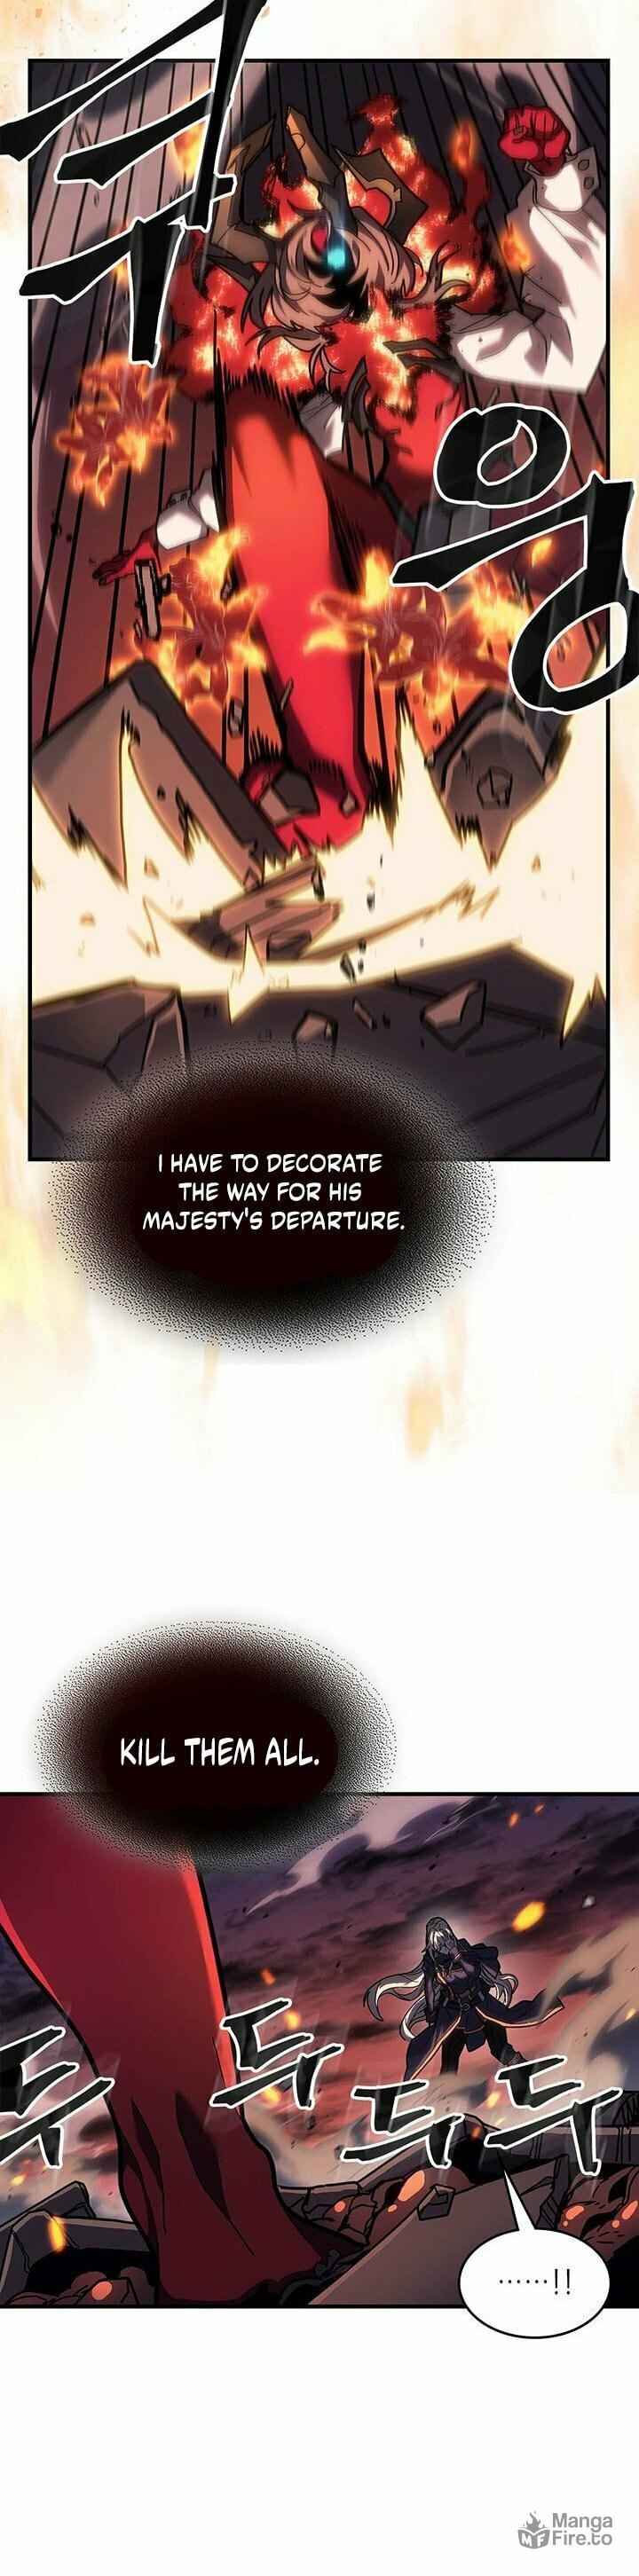 쿠웅
I HAVE TO DECORATE
THE WAY FOR HIS
MAJESTY'S DEPARTURE.
KILL THEM ALL.
두두두두
......!!
Manga
Fire.to